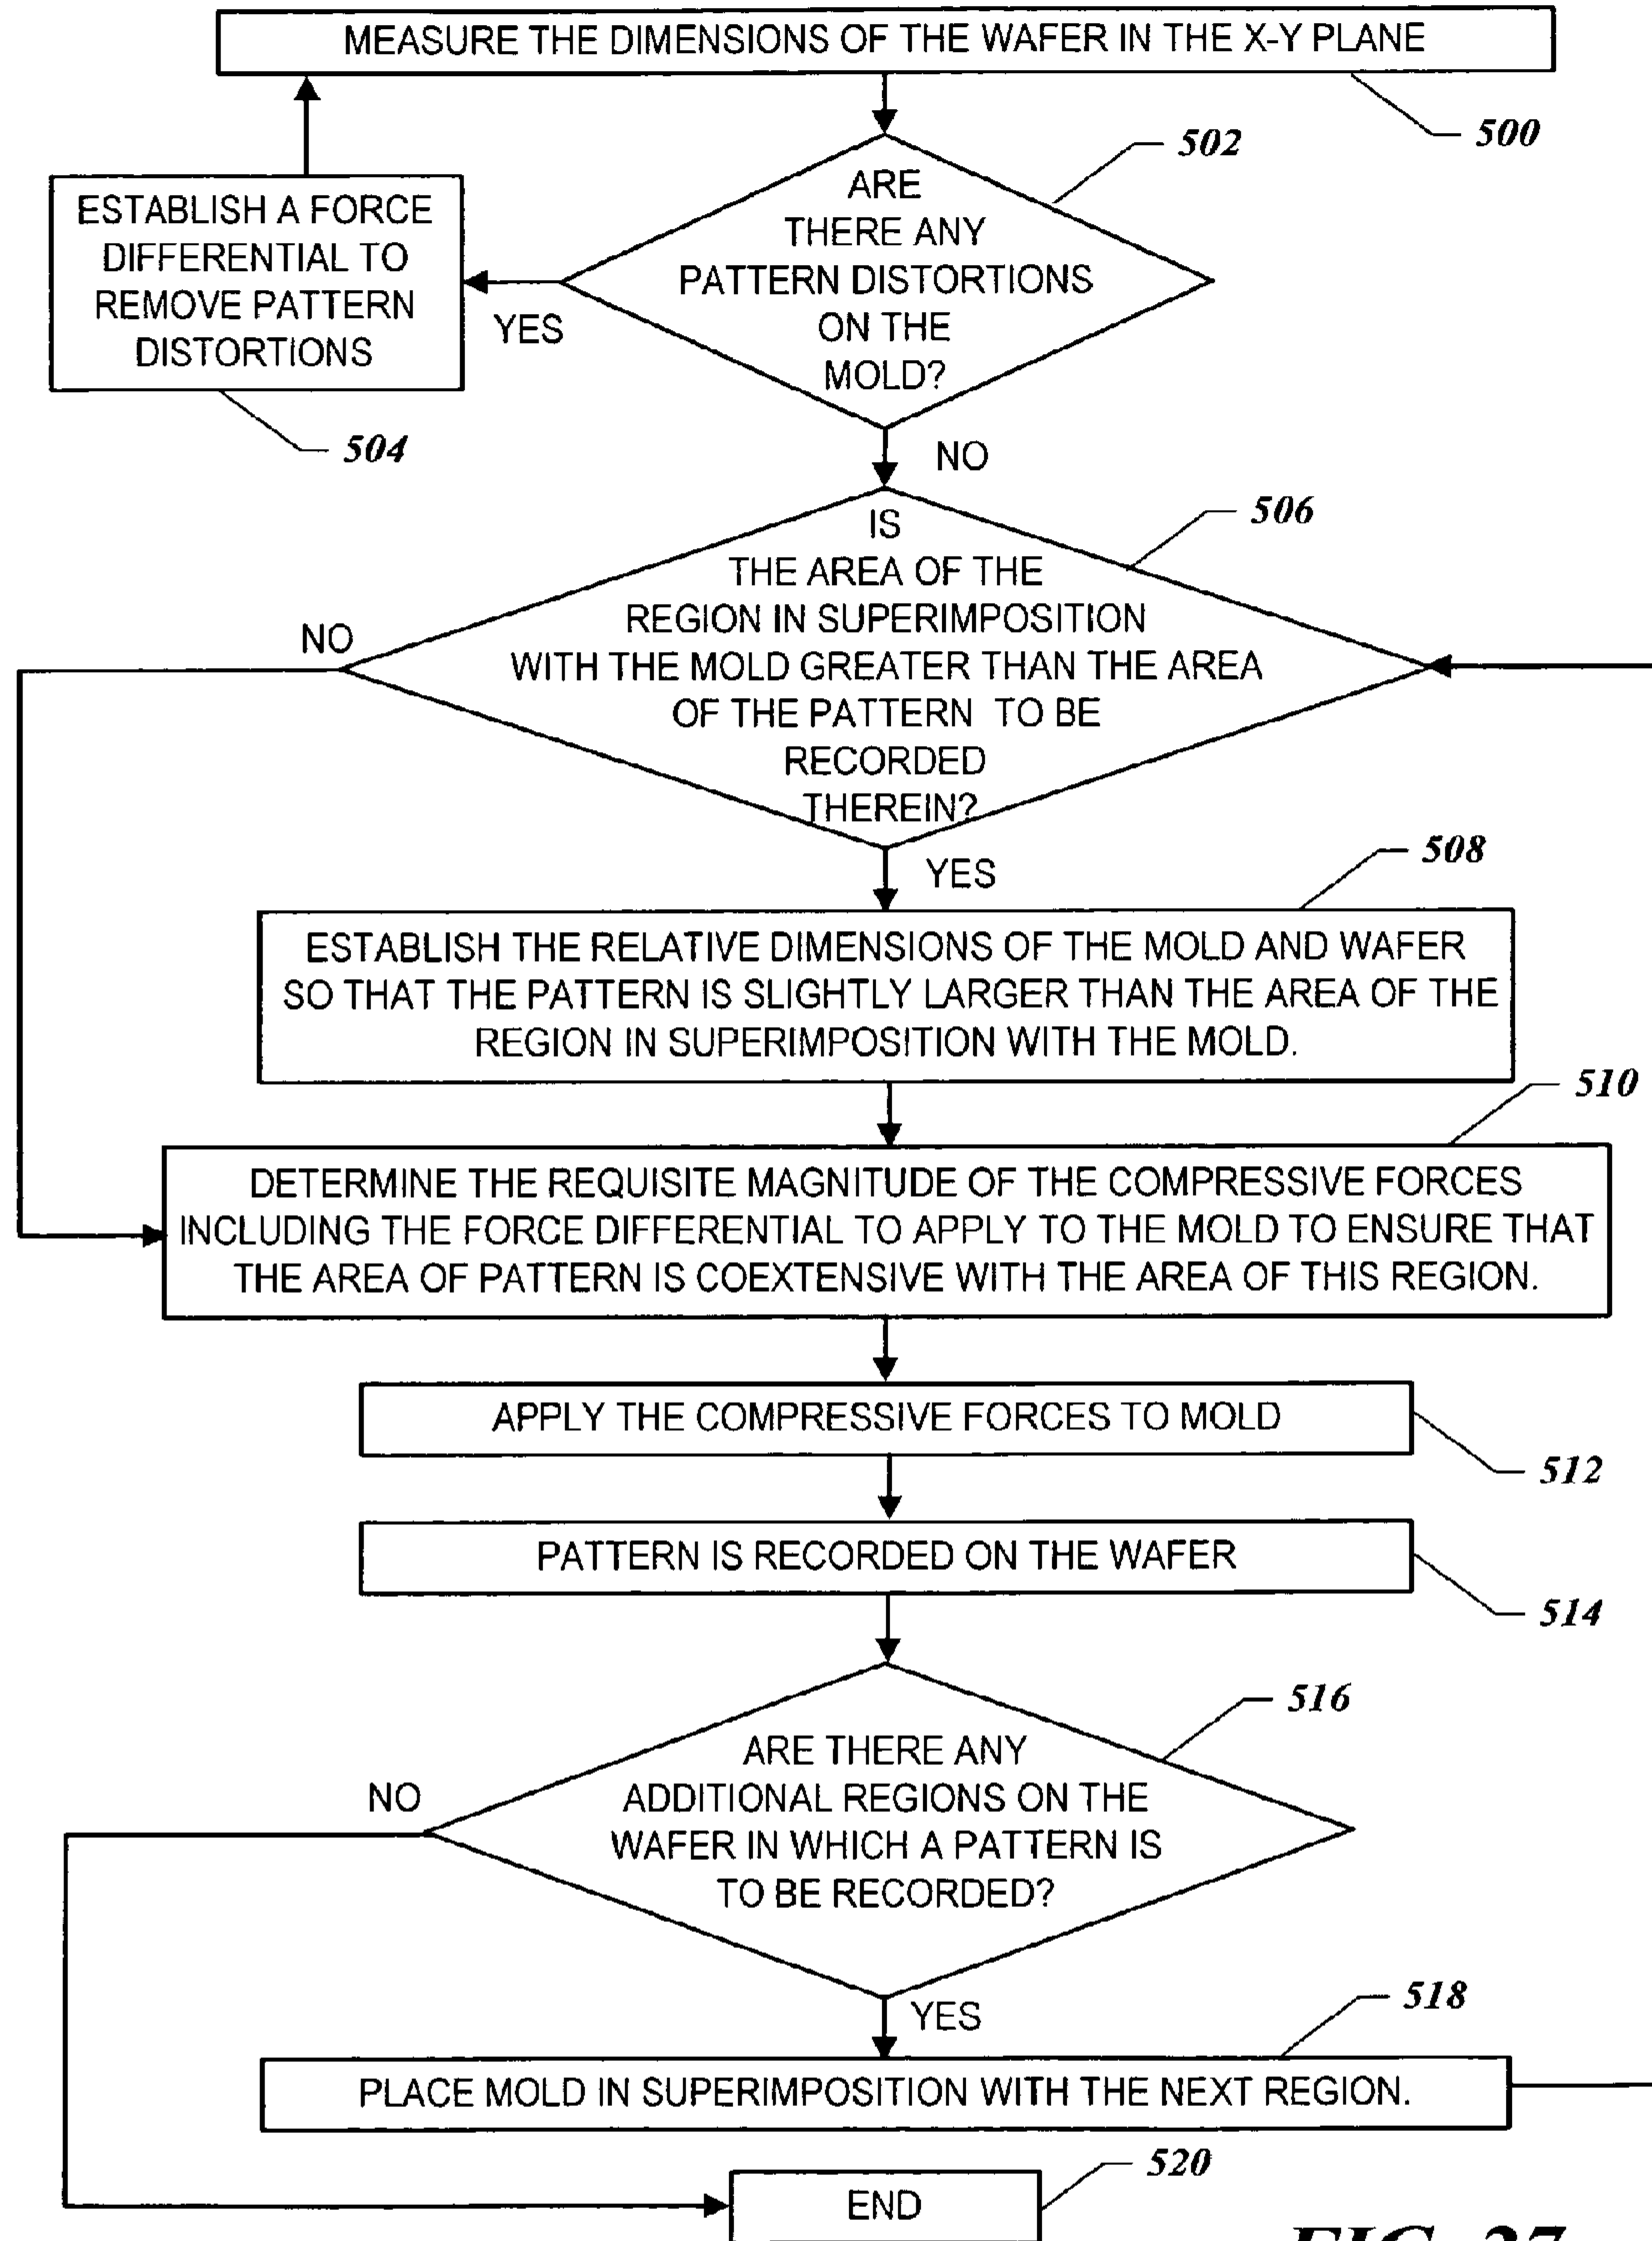 MEASURE THE DIMENSIONS OF THE WAFER IN THE X-Y PLANE
500
502
ARE
THERE ANY
PATTERN DISTORTIONS
ON THE
MOLD?
YES
ESTABLISH A FORCE
DIFFERENTIAL TO
REMOVE PATTERN
DISTORTIONS
504
NO
506
IS
THE AREA OF THE
REGION IN SUPERIMPOSITION
WITH THE MOLD GREATER THAN THE AREA
OF THE PATTERN TO BE
RECORDED
THEREIN?
NO
YES
508
ESTABLISH THE RELATIVE DIMENSIONS OF THE MOLD AND WAFER
SO THAT THE PATTERN IS SLIGHTLY LARGER THAN THE AREA OF THE
REGION IN SUPERIMPOSITION WITH THE MOLD.
510
DETERMINE THE REQUISITE MAGNITUDE OF THE COMPRESSIVE FORCES
INCLUDING THE FORCE DIFFERENTIAL TO APPLY TO THE MOLD TO ENSURE THAT
THE AREA OF PATTERN IS COEXTENSIVE WITH THE AREA OF THIS REGION.
APPLY THE COMPRESSIVE FORCES TO MOLD
512
PATTERN IS RECORDED ON THE WAFER
514
516
ARE THERE ANY
ADDITIONAL REGIONS ON THE
WAFER IN WHICH A PATTERN IS
TO BE RECORDED?
NO
YES
518
PLACE MOLD IN SUPERIMPOSITION WITH THE NEXT REGION.
520
END
FIG. 27